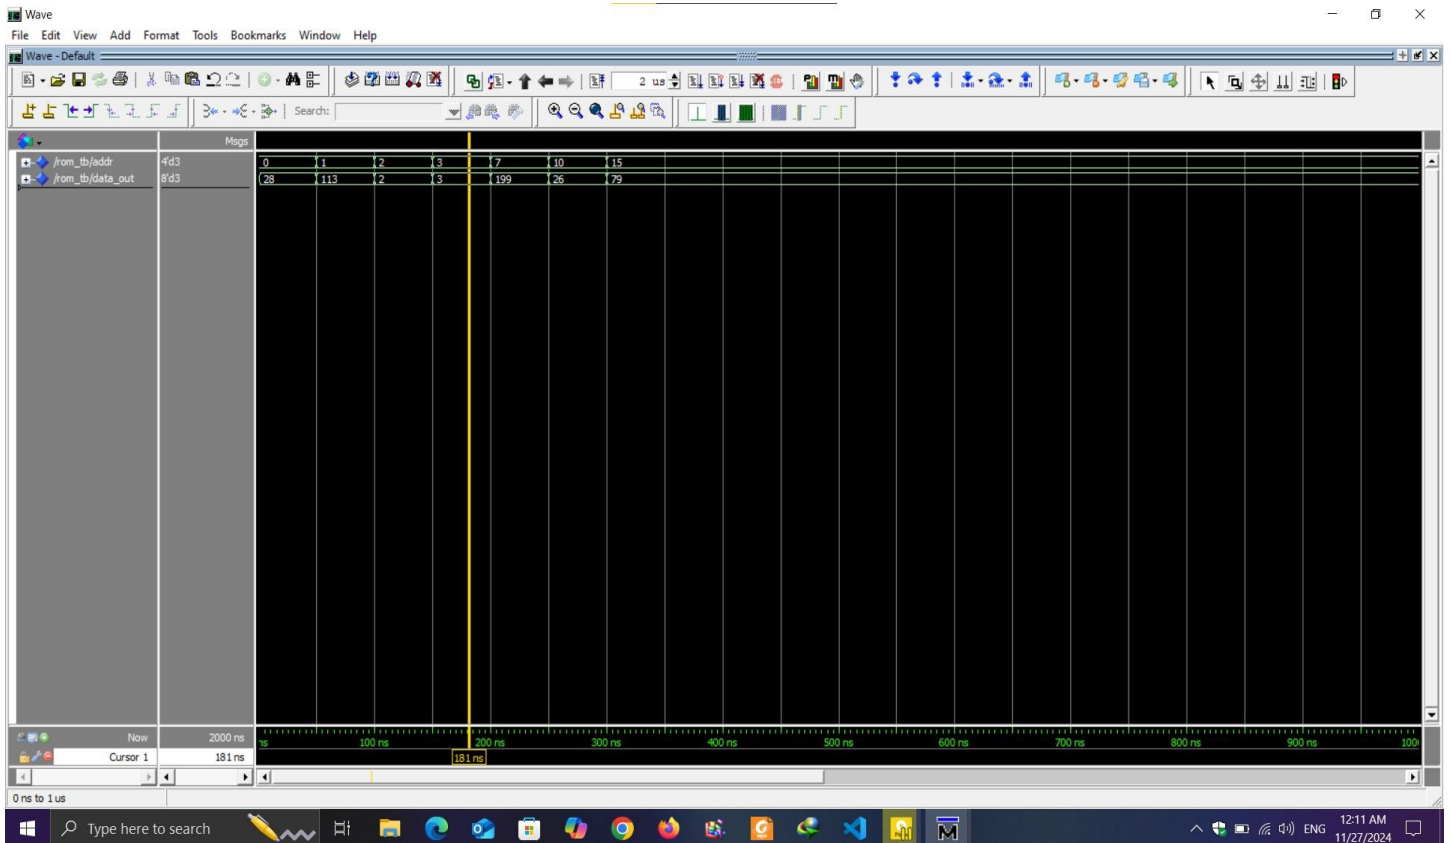 Wave
File Edit View Add Format Tools Bookmarks Window Help
Wave - Default
2 us
Search:
Msgs
/rom_tb/addr 4'd3 0 1 2 3 7 10 15
/rom_tb/data_out 8'd3 28 113 2 3 199 26 79
Now 2000 ns ns 100 ns 200 ns 300 ns 400 ns 500 ns 600 ns 700 ns 800 ns 900 ns 100
Cursor 1 181 ns 181 ns
0 ns to 1 us
Type here to search ENG 12:11 AM
11/27/2024